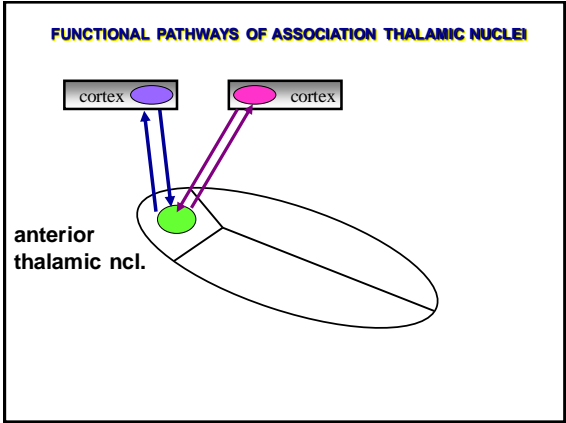 FUNCTIONAL PATHWAYS OF ASSOCIATION THALAMIC NUCLEI
cortex
cortex
anterior
thalamic ncl.